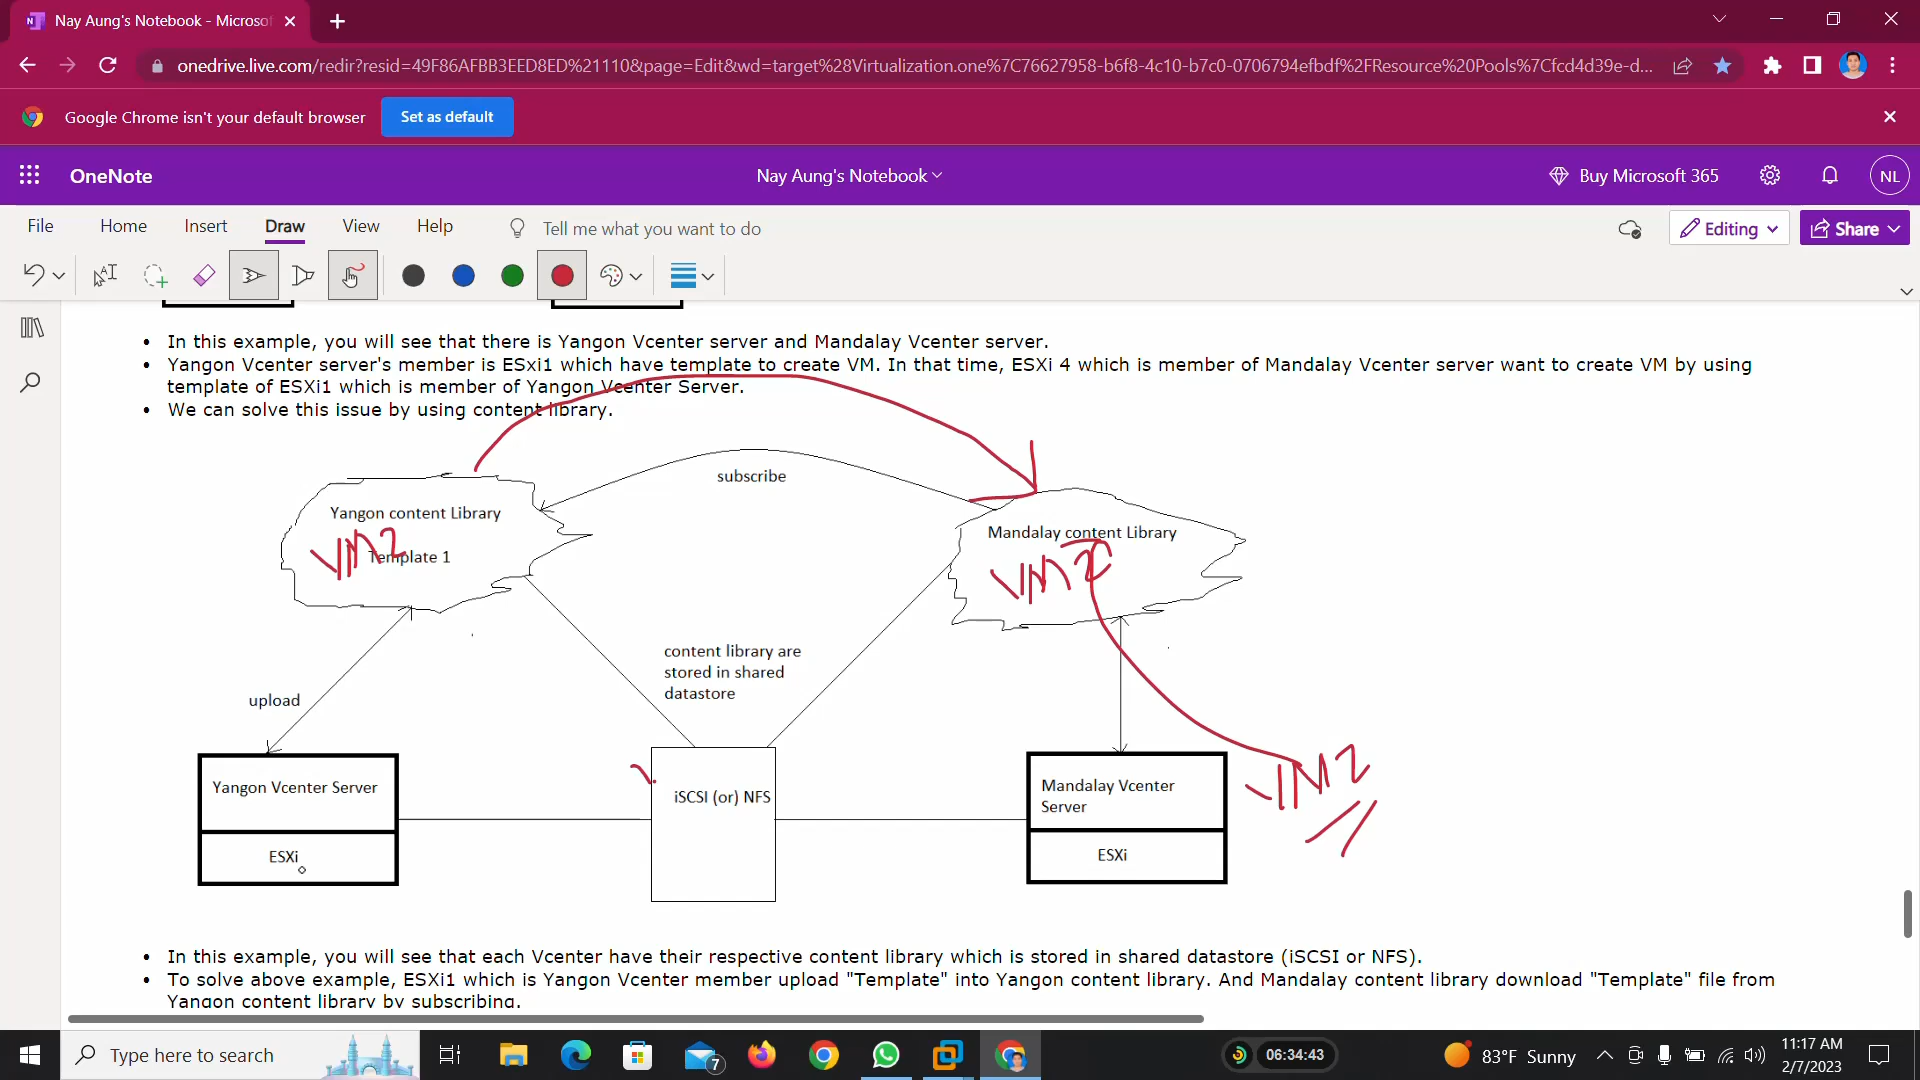 Nay Aung's Notebook - Microsof
onedrive.live.com/redir?resid=49F86AFBB3EED8ED%21110&page=Edit&wd=target%28Virtualization.one%7C76627958-b6f8-4c10-b7c0-0706794efbdf%2FResource%20Pools%7Cfcd4d39e-d...
Google Chrome isn't your default browser Set as default
OneNote Nay Aung's Notebook Buy Microsoft 365 NL
File Home Insert Draw View Help Tell me what you want to do Editing Share
• In this example, you will see that there is Yangon Vcenter server and Mandalay Vcenter server.
• Yangon Vcenter server's member is ESxi1 which have template to create VM. In that time, ESXi 4 which is member of Mandalay Vcenter server want to create VM by using
template of ESXi1 which is member of Yangon Vcenter Server.
• We can solve this issue by using content library.
subscribe
Yangon content Library
VM2
Template 1
Mandalay content Library
VM2
content library are
stored in shared
datastore
upload
Yangon Vcenter Server
ESXi
iSCSI (or) NFS
Mandalay Vcenter
Server
ESXi
VM2
• In this example, you will see that each Vcenter have their respective content library which is stored in shared datastore (iSCSI or NFS).
• To solve above example, ESXi1 which is Yangon Vcenter member upload "Template" into Yangon content library. And Mandalay content library download "Template" file from
Yangon content library by subscribing.
Type here to search
7
06:34:43
83°F Sunny
11:17 AM
2/7/2023